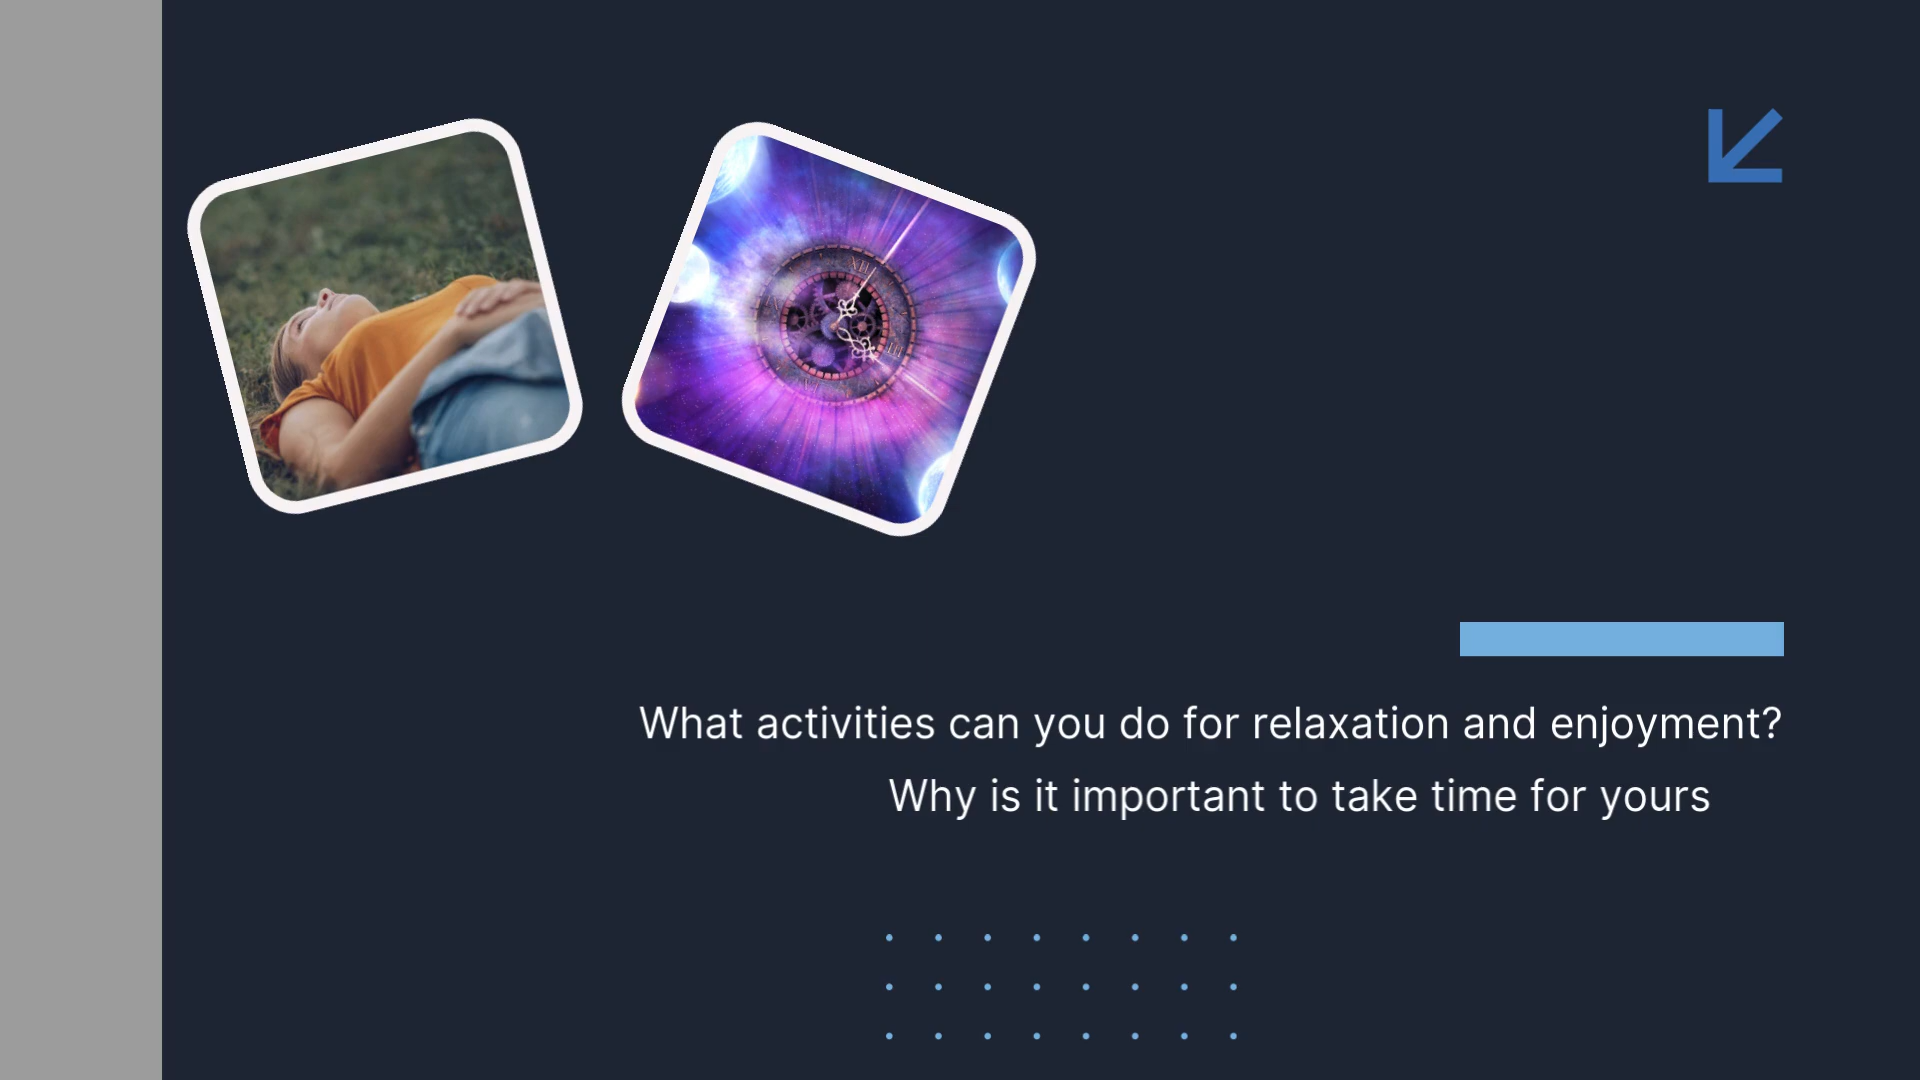 What activities can you do for relaxation and enjoyment?
Why is it important to take time for yours